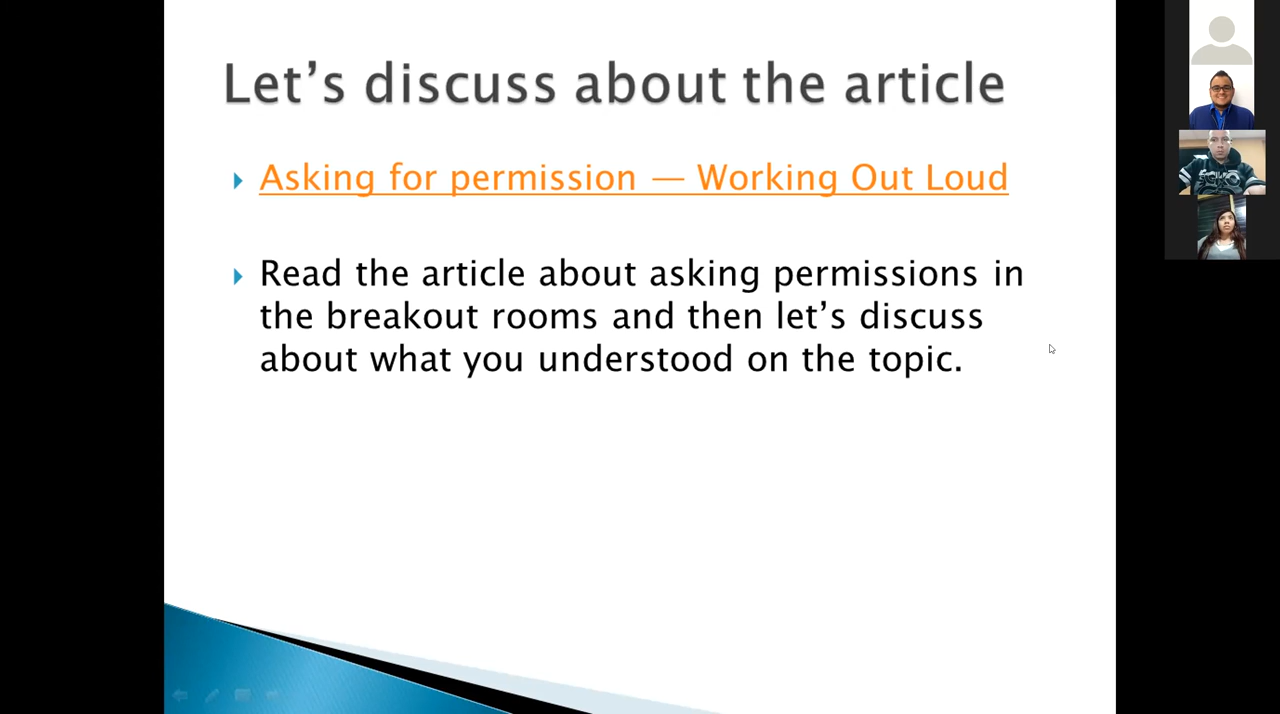 Let’s discuss about the article
Asking for permission — Working Out Loud
Read the article about asking permissions in
the breakout rooms and then let’s discuss
about what you understood on the topic.